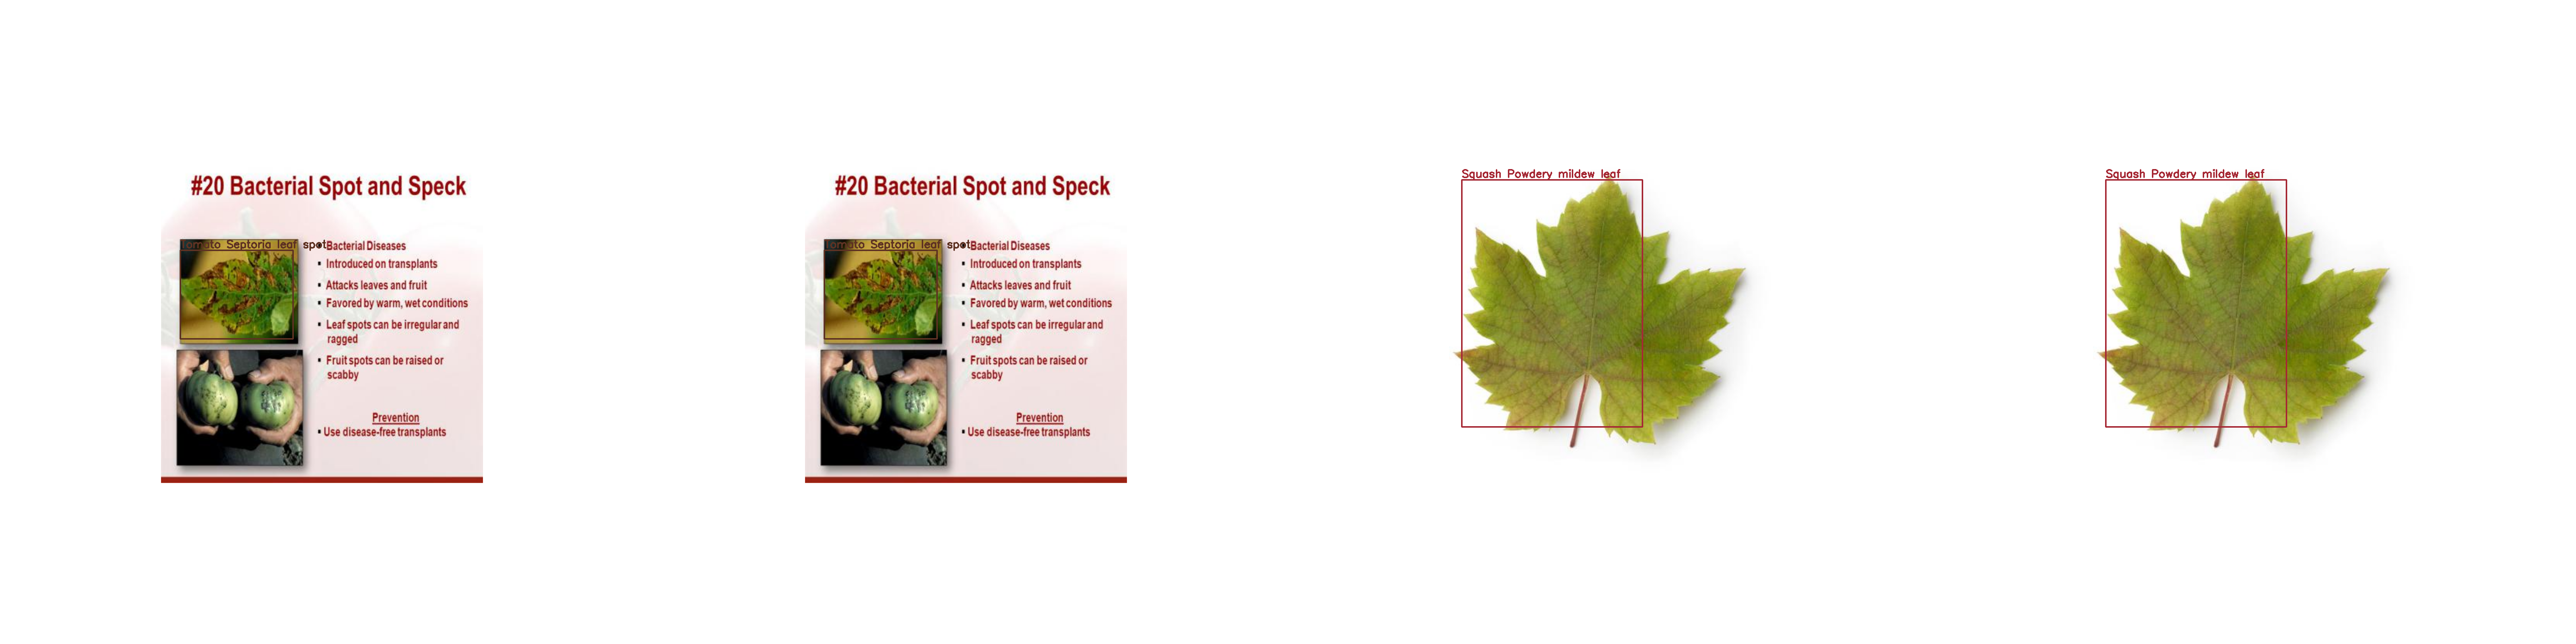 #20 Bacterial Spot and Speck
Tomato Septoria leaf spot
Bacterial Diseases
▪ Introduced on transplants
▪ Attacks leaves and fruit
▪ Favored by warm, wet conditions
▪ Leaf spots can be irregular and
ragged
▪ Fruit spots can be raised or
scabby
Prevention
▪ Use disease-free transplants
#20 Bacterial Spot and Speck
Tomato Septoria leaf spot
Bacterial Diseases
▪ Introduced on transplants
▪ Attacks leaves and fruit
▪ Favored by warm, wet conditions
▪ Leaf spots can be irregular and
ragged
▪ Fruit spots can be raised or
scabby
Prevention
▪ Use disease-free transplants
Squash Powdery mildew leaf
Squash Powdery mildew leaf